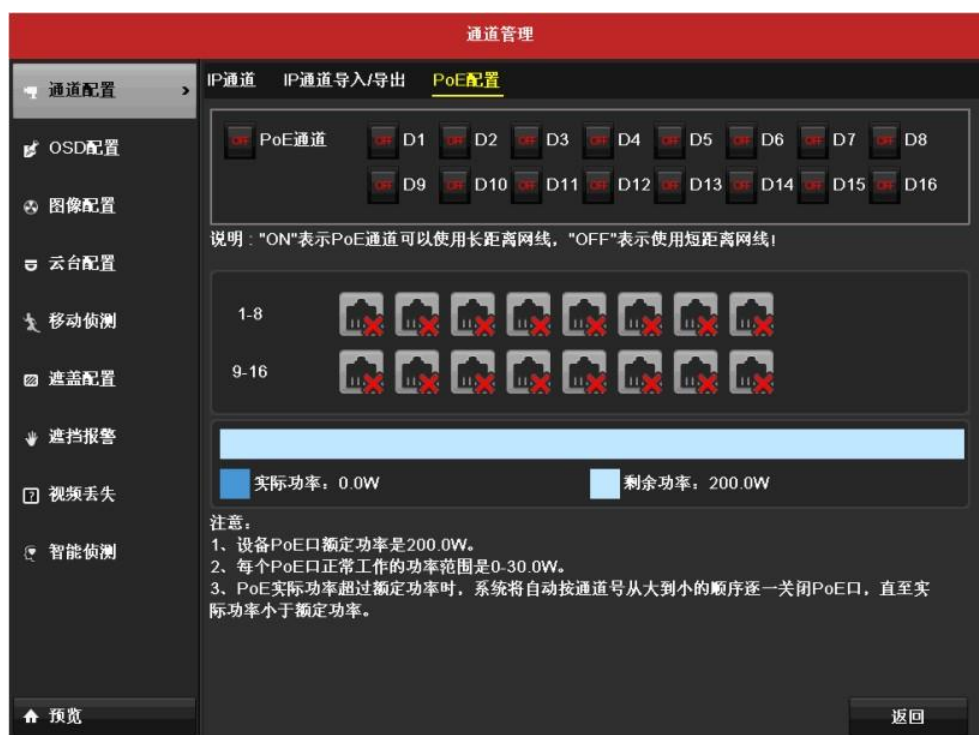 通道管理
通道配置 >
OSD配置
图像配置
云台配置
移动侦测
遮盖配置
遮挡报警
视频丢失
智能侦测
预览
IP通道 IP通道导入/导出 PoE配置
OFF PoE通道 OFF D1 OFF D2 OFF D3 OFF D4 OFF D5 OFF D6 OFF D7 OFF D8
OFF D9 OFF D10 OFF D11 OFF D12 OFF D13 OFF D14 OFF D15 OFF D16
说明："ON"表示PoE通道可以使用长距离网线，"OFF"表示使用短距离网线！
1-8
9-16
实际功率：0.0W 剩余功率：200.0W
注意：
1、设备PoE口额定功率是200.0W。
2、每个PoE口正常工作的功率范围是0-30.0W。
3、PoE实际功率超过额定功率时，系统将自动按通道号从大到小的顺序逐一关闭PoE口，直至实
际功率小于额定功率。
返回